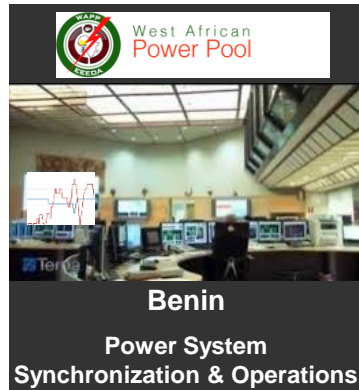 WAPP
EEEOA
West African
Power Pool
Terna
Benin
Power System
Synchronization & Operations